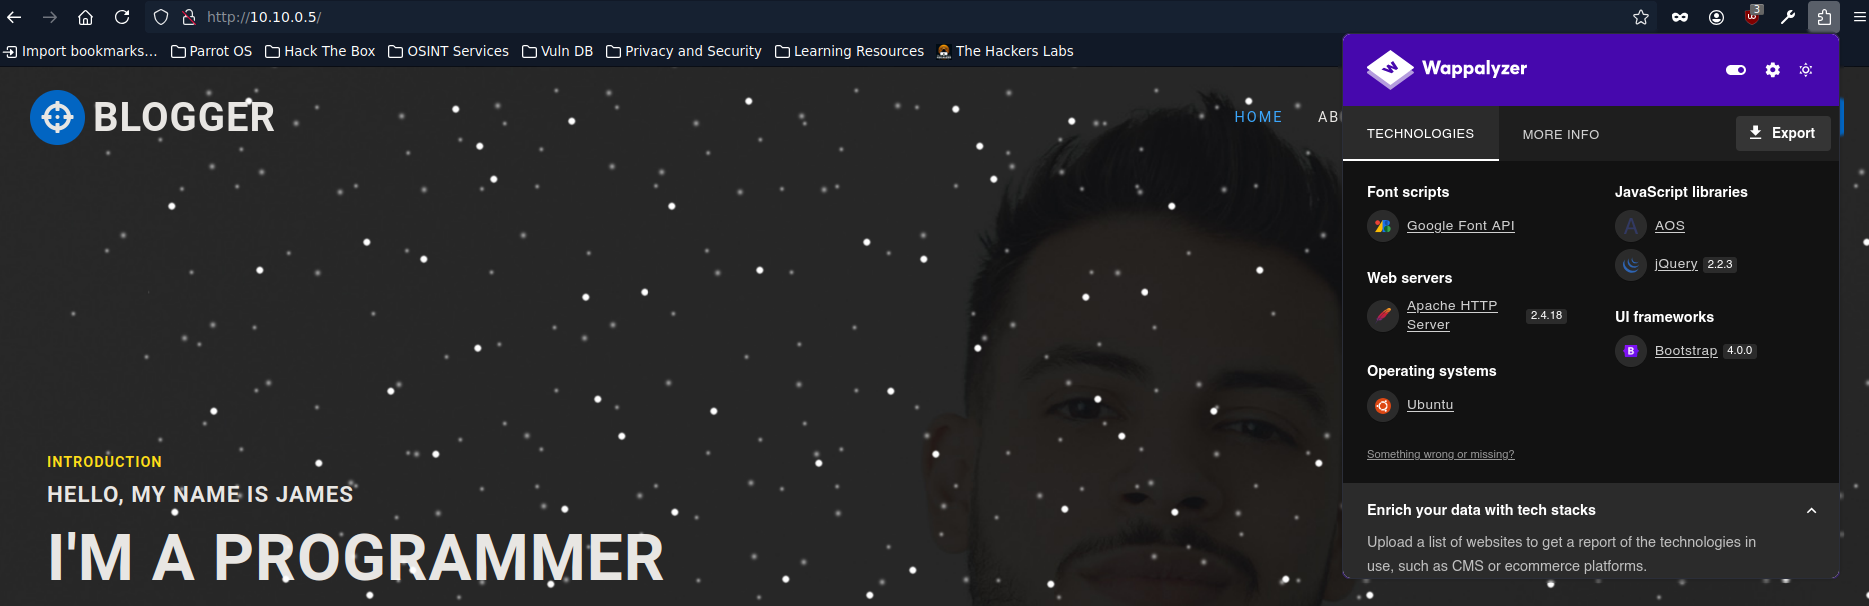 http://10.10.0.5/
3
Import bookmarks... Parrot OS Hack The Box OSINT Services Vuln DB Privacy and Security Learning Resources The Hackers Labs
Wappalyzer
BLOGGER
HOME
TECHNOLOGIES MORE INFO Export
Font scripts
Google Font API
Web servers
Apache HTTP
Server 2.4.18
Operating systems
Ubuntu
JavaScript libraries
AOS
jQuery 2.2.3
UI frameworks
Bootstrap 4.0.0
Something wrong or missing?
Enrich your data with tech stacks
Upload a list of websites to get a report of the technologies in
use, such as CMS or ecommerce platforms.
INTRODUCTION
HELLO, MY NAME IS JAMES
I'M A PROGRAMMER